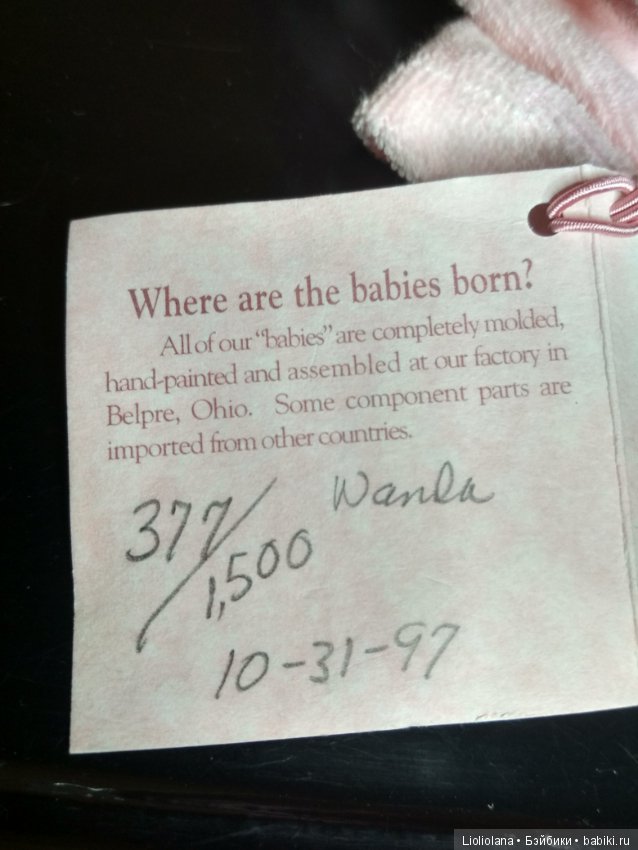 Where are the babies born?
All of our "babies" are completely molded,
hand-painted and assembled at our factory in
Belpre, Ohio. Some component parts are
imported from other countries.
377/1,500
Wanda
10-31-97
Lioliolana • Бэйбики • babiki.ru